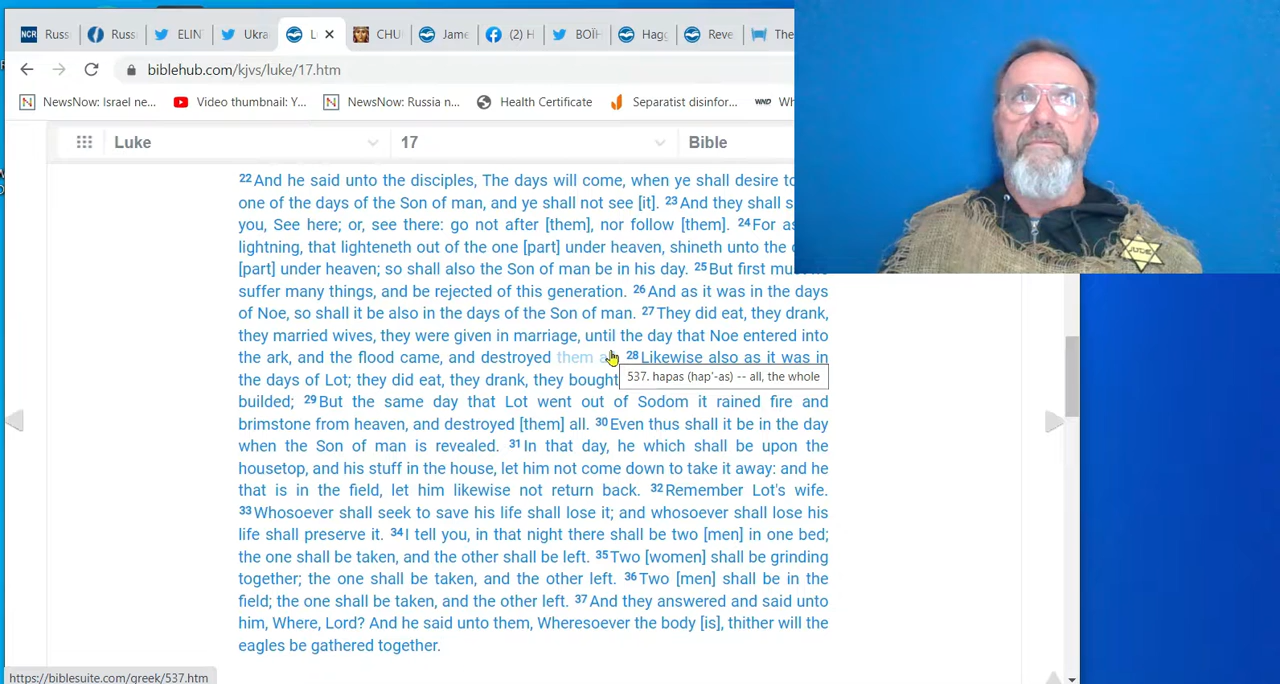 NCR Russ Russ ELIN Ukra L CHU Jame (2) H BOÏH Hagg Reve The
biblehub.com/kjvs/luke/17.htm
NewsNow: Israel ne... Video thumbnail: Y... NewsNow: Russia n... Health Certificate Separatist disinfor... WND Wh
Luke 17 Bible
22 And he said unto the disciples, The days will come, when ye shall desire to
one of the days of the Son of man, and ye shall not see [it]. 23 And they shall s
you, See here; or, see there: go not after [them], nor follow [them]. 24 For as
lightning, that lighteneth out of the one [part] under heaven, shineth unto the
[part] under heaven; so shall also the Son of man be in his day. 25 But first must
suffer many things, and be rejected of this generation. 26 And as it was in the days
of Noe, so shall it be also in the days of the Son of man. 27 They did eat, they drank,
they married wives, they were given in marriage, until the day that Noe entered into
the ark, and the flood came, and destroyed them 28 Likewise also as it was in
537. hapas (hap'-as) -- all, the whole
the days of Lot; they did eat, they drank, they bought
builded; 29 But the same day that Lot went out of Sodom it rained fire and
brimstone from heaven, and destroyed [them] all. 30 Even thus shall it be in the day
when the Son of man is revealed. 31 In that day, he which shall be upon the
housetop, and his stuff in the house, let him not come down to take it away: and he
that is in the field, let him likewise not return back. 32 Remember Lot's wife.
33 Whosoever shall seek to save his life shall lose it; and whosoever shall lose his
life shall preserve it. 34 I tell you, in that night there shall be two [men] in one bed;
the one shall be taken, and the other shall be left. 35 Two [women] shall be grinding
together; the one shall be taken, and the other left. 36 Two [men] shall be in the
field; the one shall be taken, and the other left. 37 And they answered and said unto
him, Where, Lord? And he said unto them, Wheresoever the body [is], thither will the
eagles be gathered together.
https://biblesuite.com/greek/537.htm
JUDE